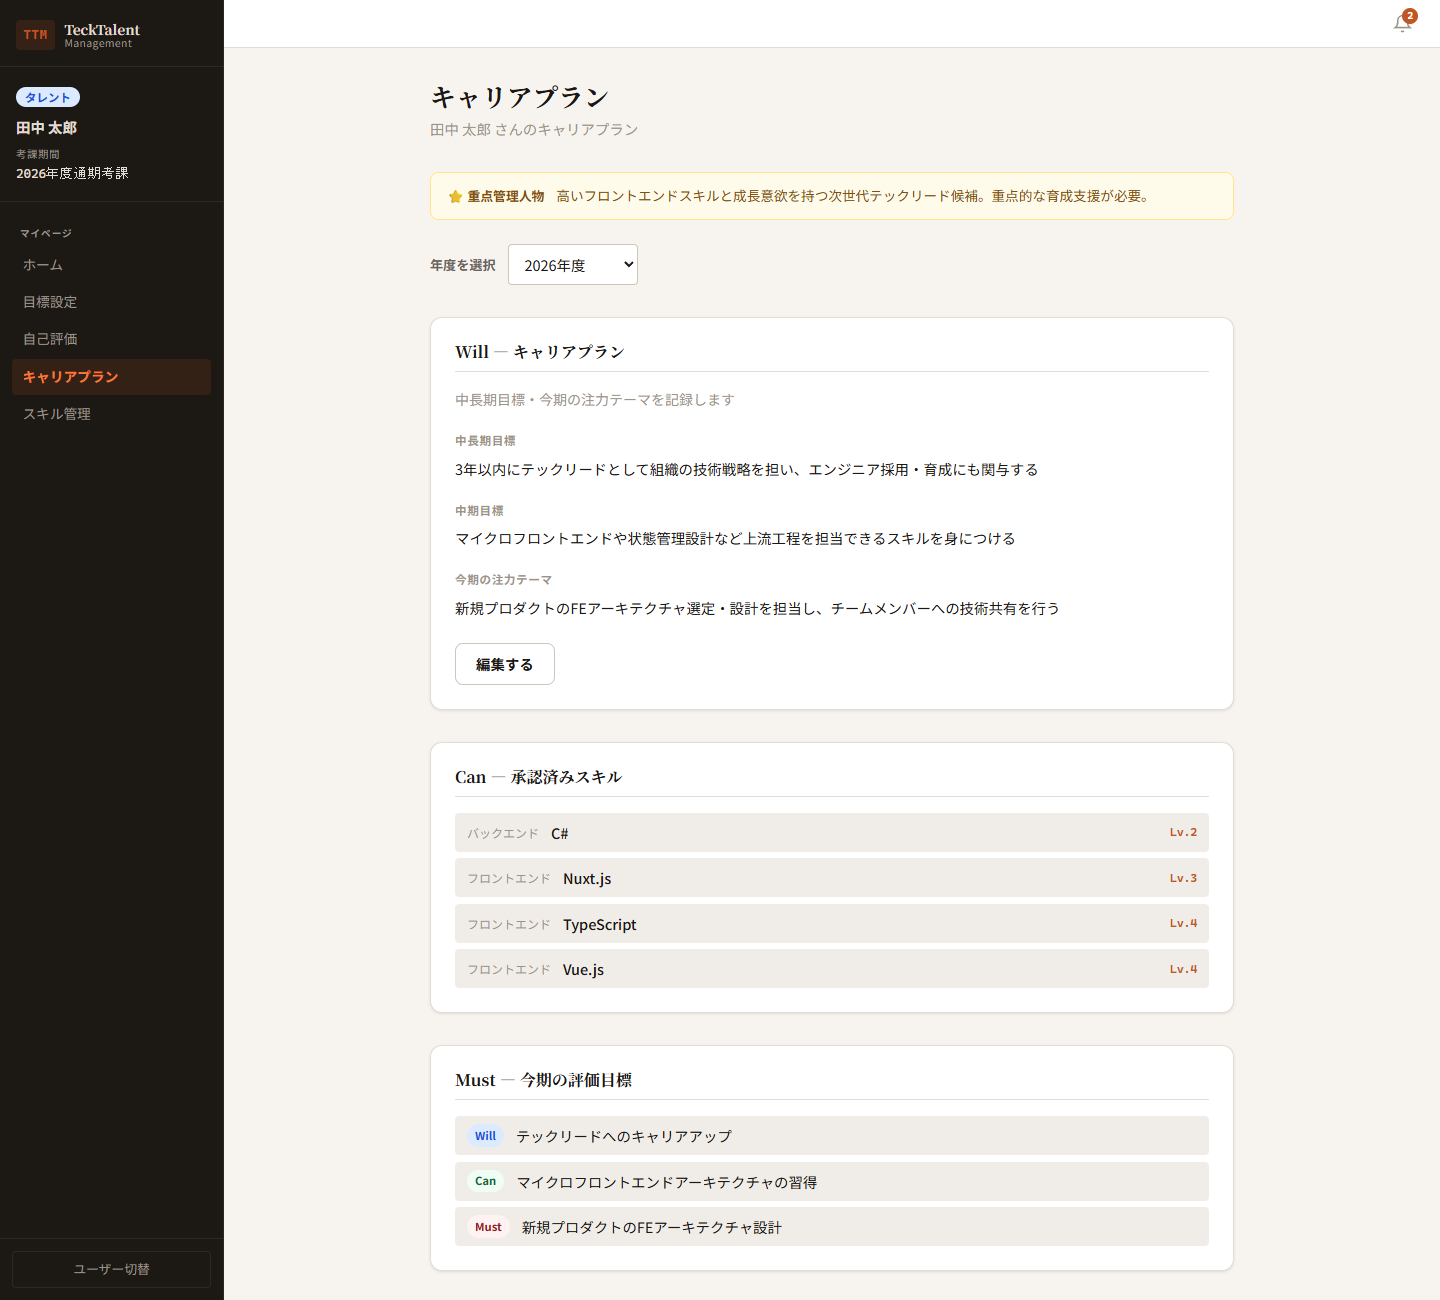 TTM
TeckTalent
Management
タレント
田中 太郎
考課期間
2026年度通期考課
マイページ
ホーム
目標設定
自己評価
キャリアプラン
スキル管理
ユーザー切替
2
キャリアプラン
田中 太郎 さんのキャリアプラン
重点管理人物 高いフロントエンドスキルと成長意欲を持つ次世代テックリード候補。重点的な育成支援が必要。
年度を選択 2026年度
Will — キャリアプラン
中長期目標・今期の注力テーマを記録します
中長期目標
3年以内にテックリードとして組織の技術戦略を担い、エンジニア採用・育成にも関与する
中期目標
マイクロフロントエンドや状態管理設計など上流工程を担当できるスキルを身につける
今期の注力テーマ
新規プロダクトのFEアーキテクチャ選定・設計を担当し、チームメンバーへの技術共有を行う
編集する
Can — 承認済みスキル
バックエンド C# Lv.2
フロントエンド Nuxt.js Lv.3
フロントエンド TypeScript Lv.4
フロントエンド Vue.js Lv.4
Must — 今期の評価目標
Will テックリードへのキャリアアップ
Can マイクロフロントエンドアーキテクチャの習得
Must 新規プロダクトのFEアーキテクチャ設計